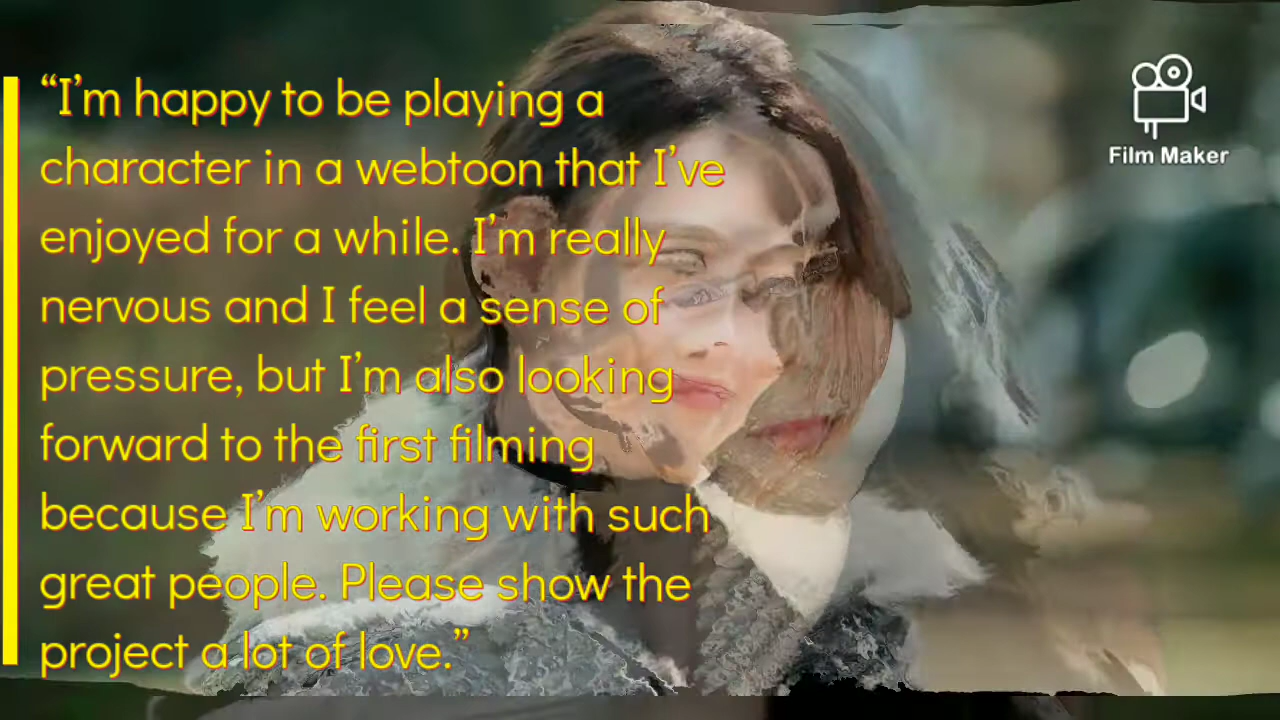 “I’m happy to be playing a
character in a webtoon that I’ve
enjoyed for a while. I’m really
nervous and I feel a sense of
pressure, but I’m also looking
forward to the first filming
because I’m working with such
great people. Please show the
project a lot of love.”
Film Maker